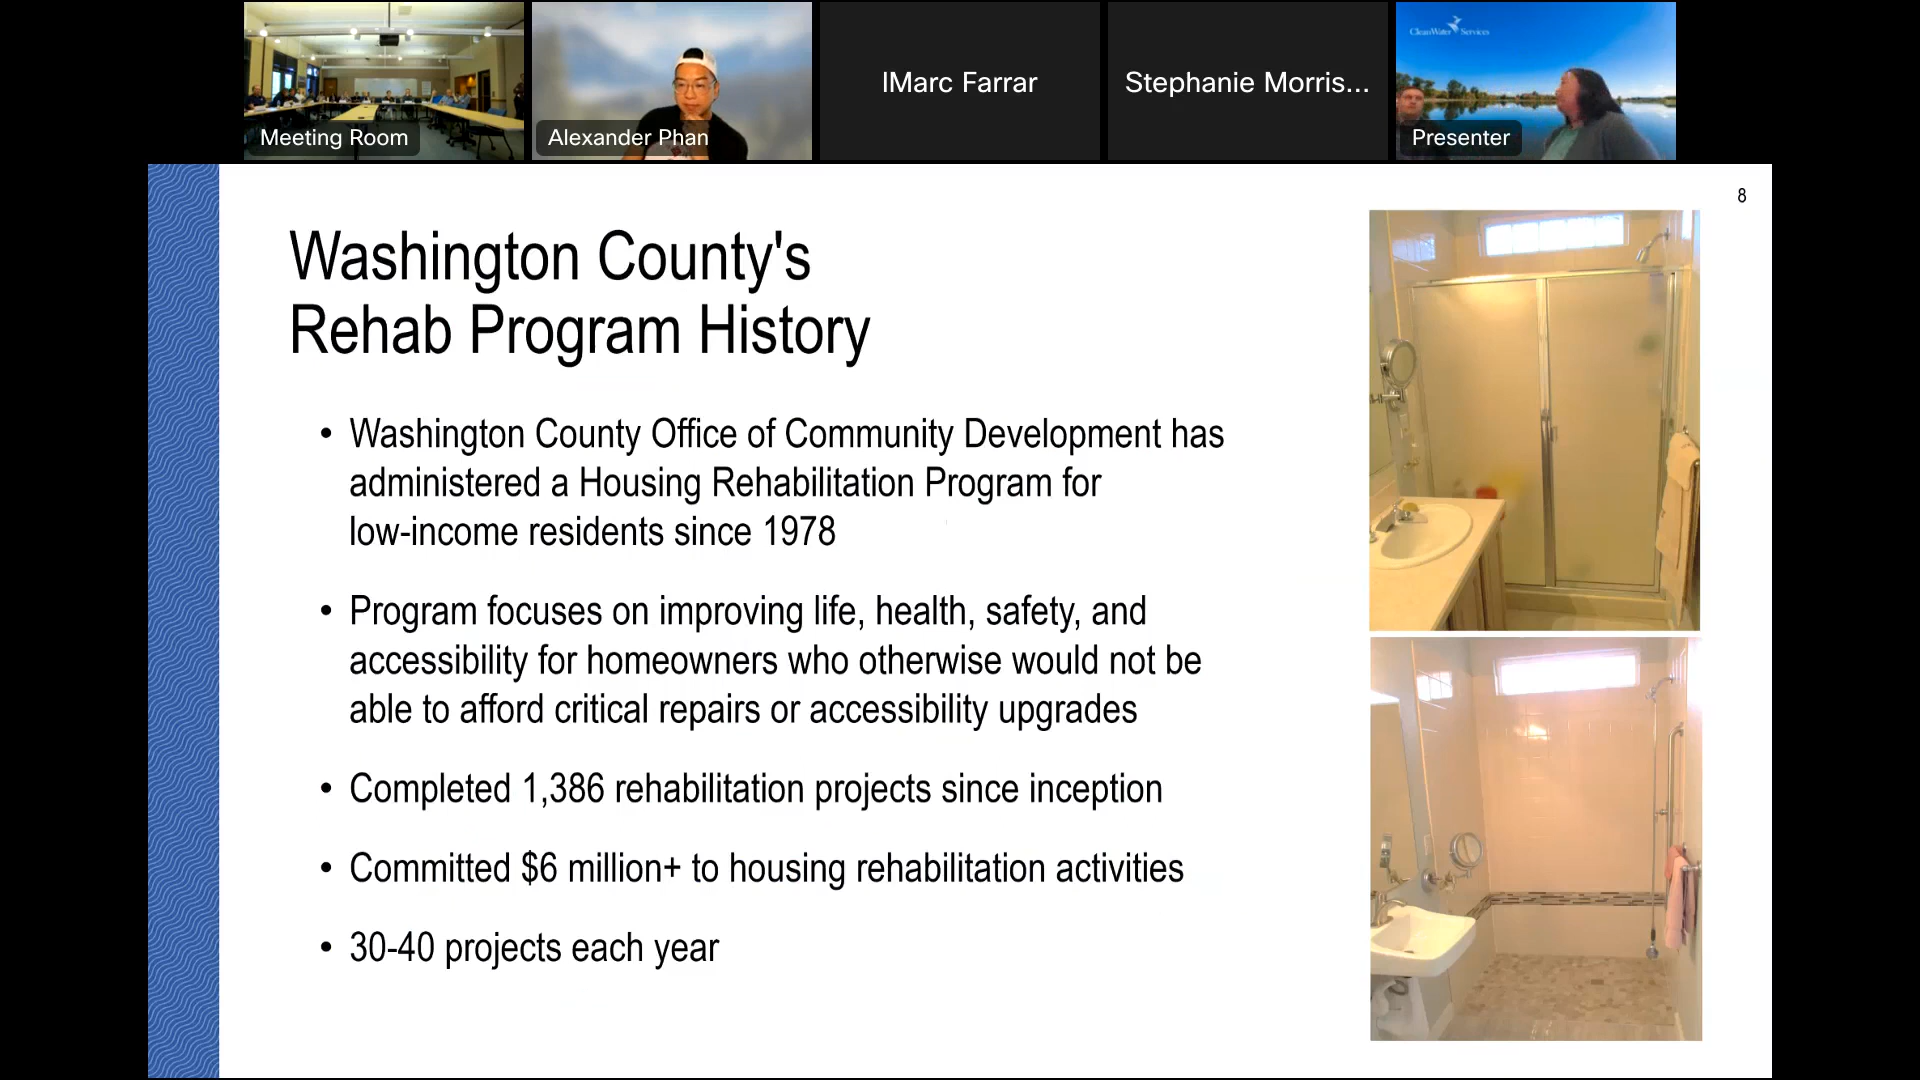 CleanWater Services
Meeting Room
Alexander Phan
IMarc Farrar
Stephanie Morris...
Presenter
8
Washington County's
Rehab Program History
• Washington County Office of Community Development has
administered a Housing Rehabilitation Program for
low-income residents since 1978
• Program focuses on improving life, health, safety, and
accessibility for homeowners who otherwise would not be
able to afford critical repairs or accessibility upgrades
• Completed 1,386 rehabilitation projects since inception
• Committed $6 million+ to housing rehabilitation activities
• 30-40 projects each year